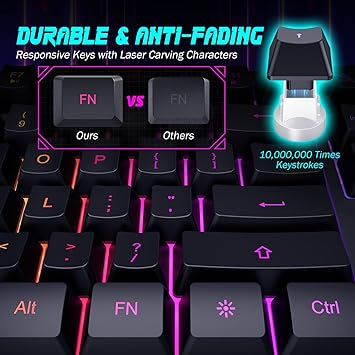 DURABLE & ANTI-FADING
Responsive Keys with Laser Carving Characters
FN
VS
FN
Ours
Others
10,000,000 Times
Keystrokes
E7
O
P
L
Alt
FN
Ctrl